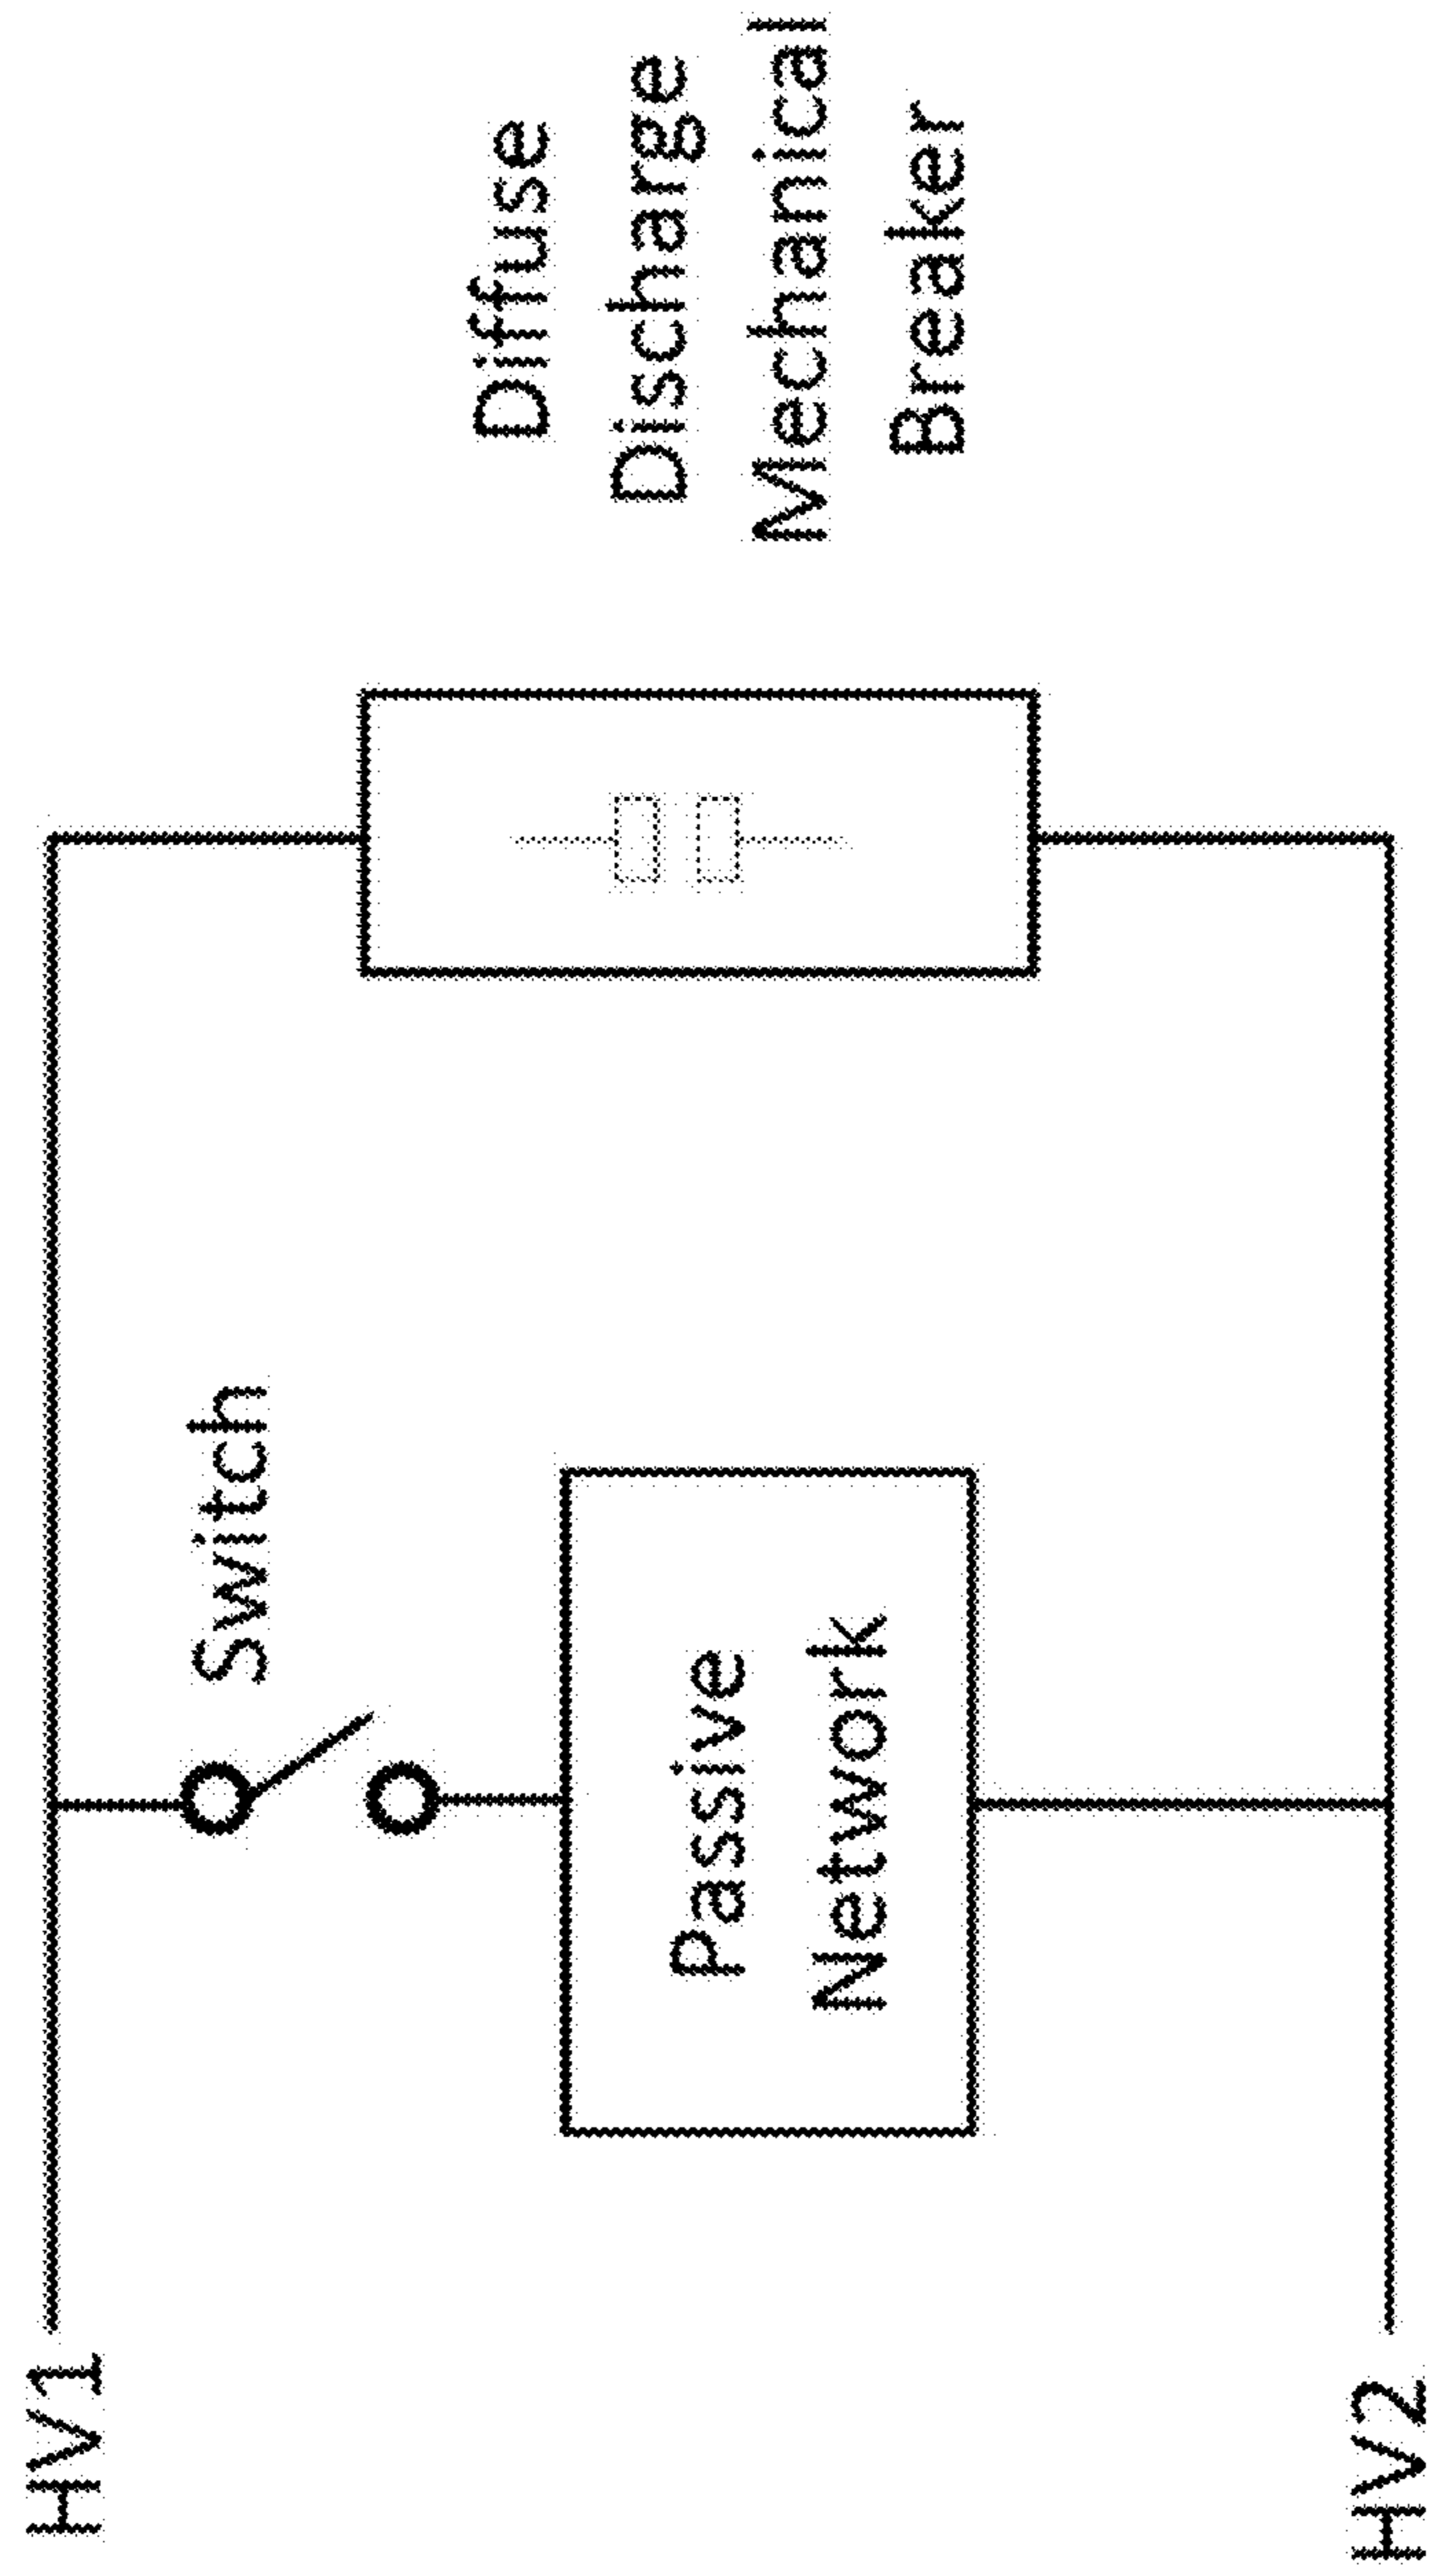 HV1
Switch
Passive
Network
HV2
Diffuse
Discharge
Mechanical
Breaker